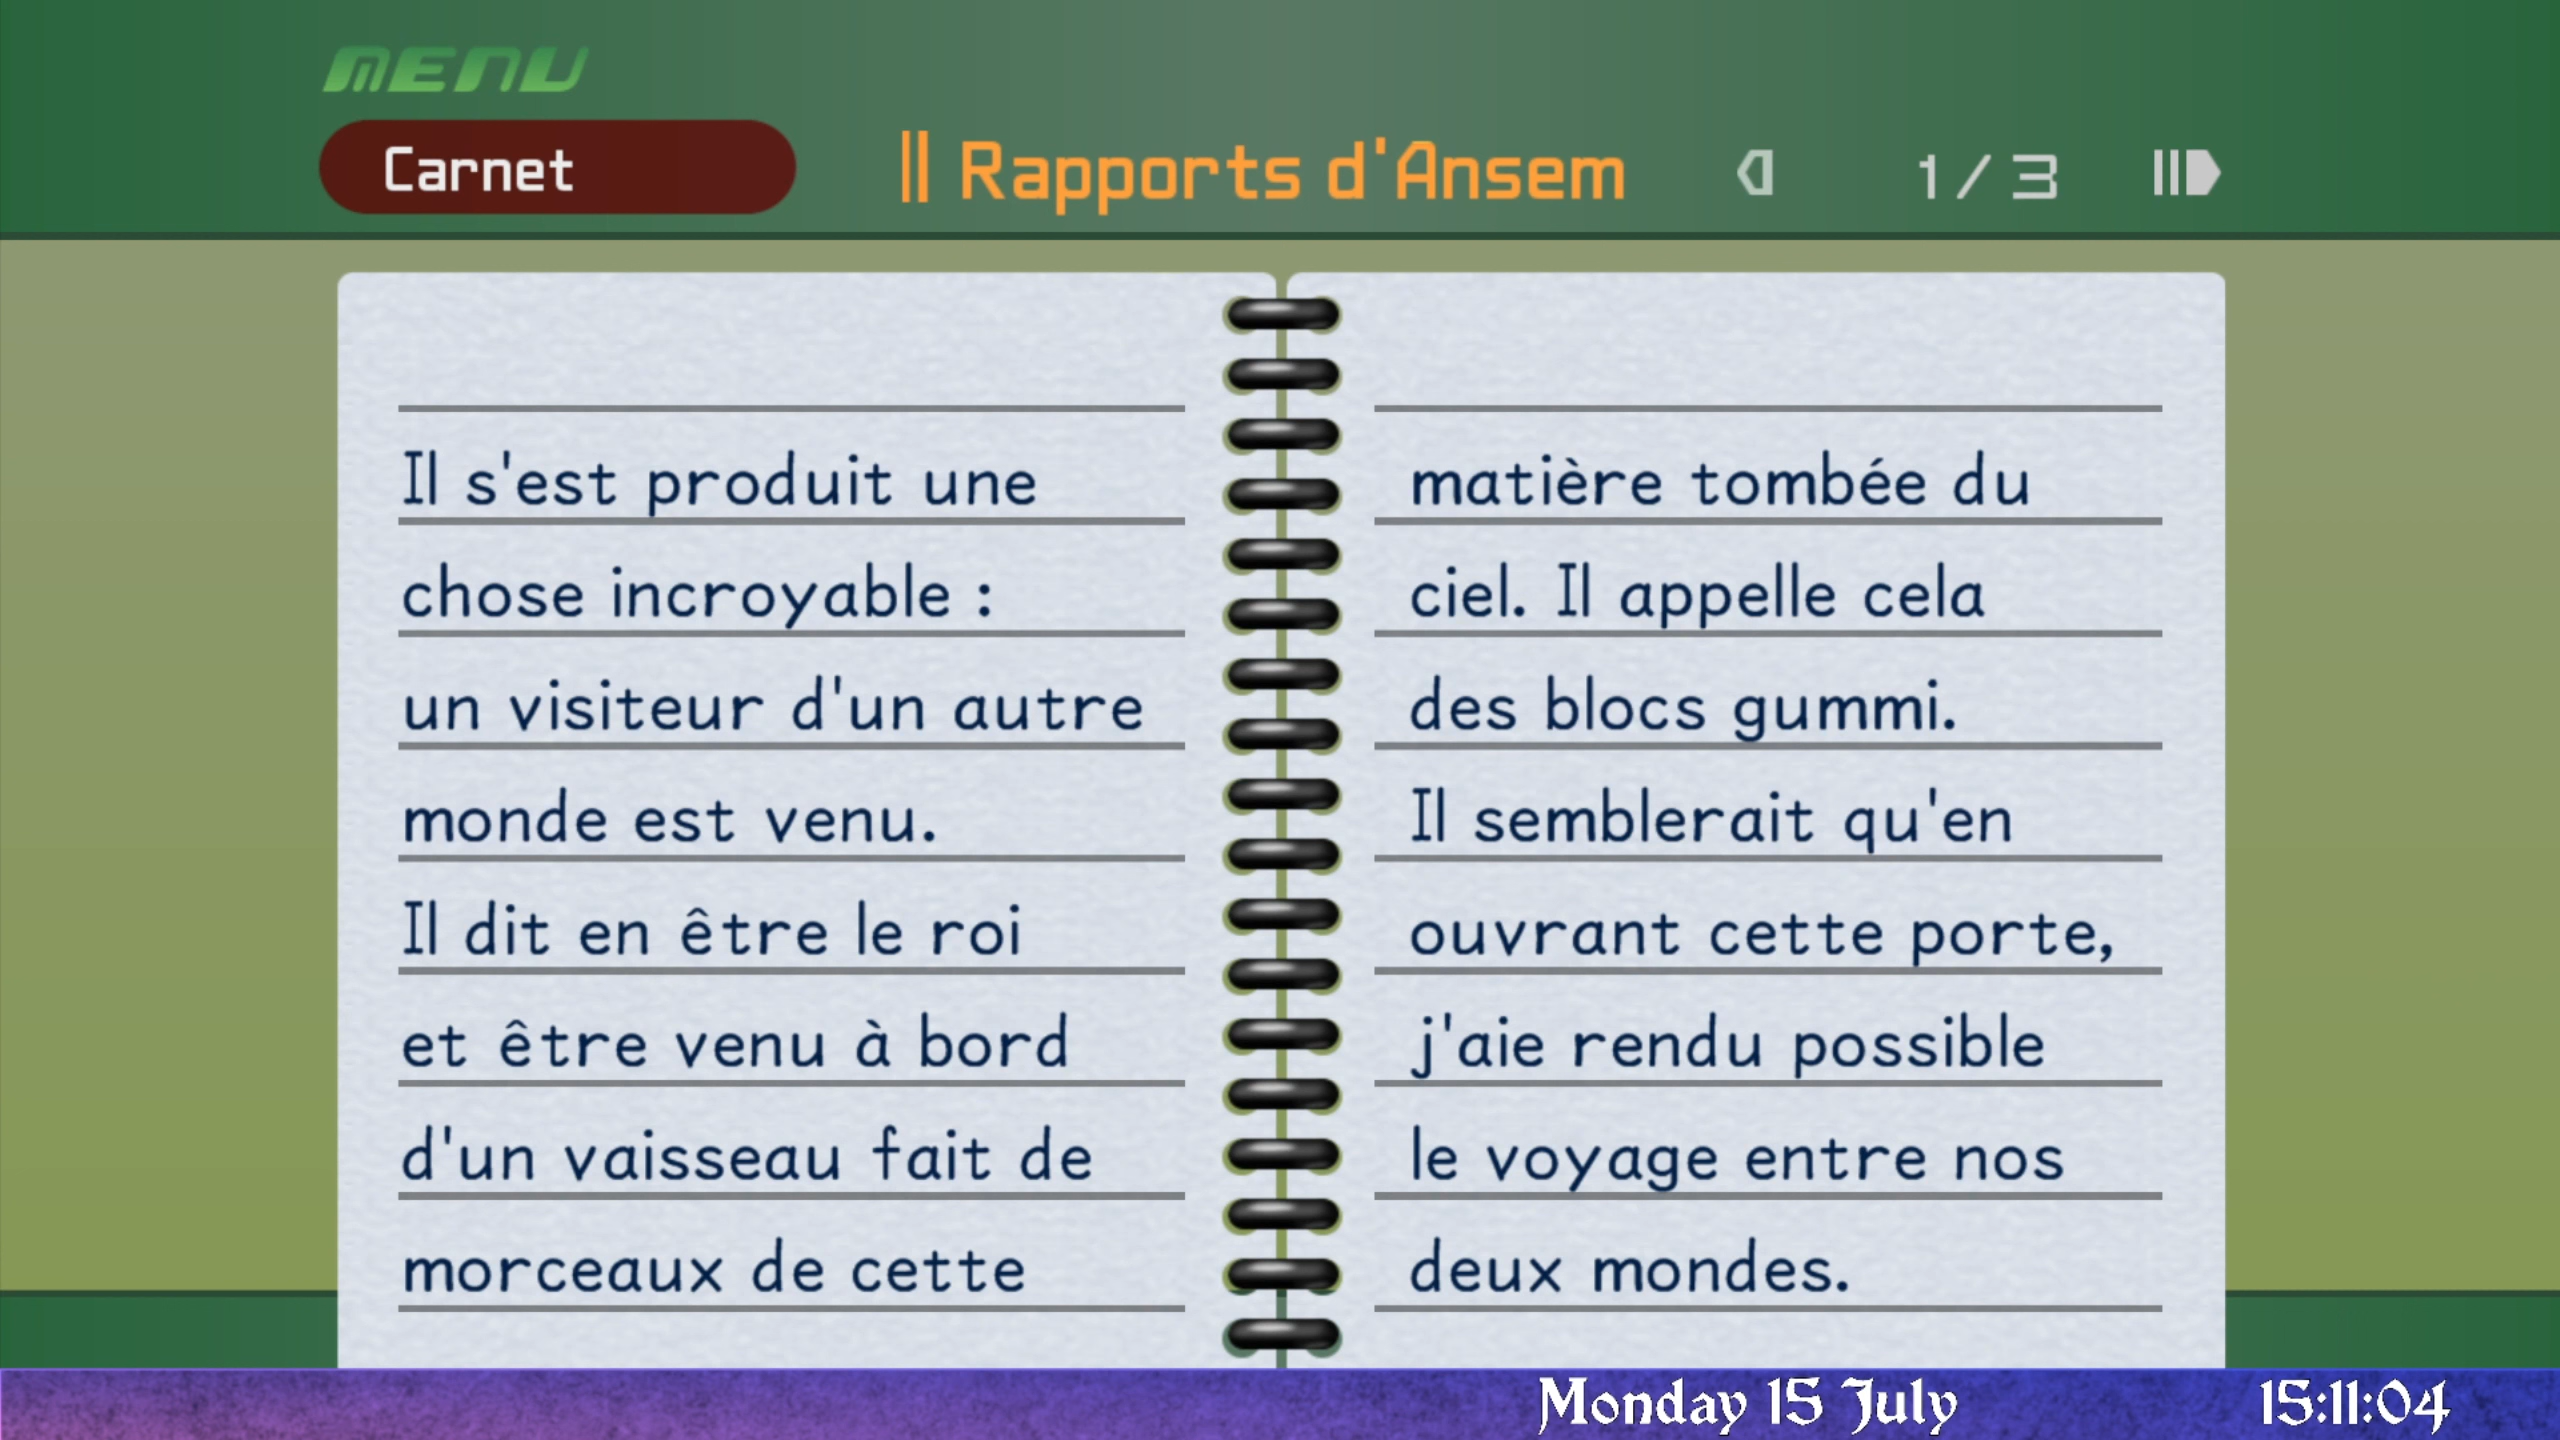 MENU
Carnet
Rapports d'Ansem
1 / 3
Il s'est produit une
chose incroyable :
un visiteur d'un autre
monde est venu.
Il dit en être le roi
et être venu à bord
d'un vaisseau fait de
morceaux de cette
matière tombée du
ciel. Il appelle cela
des blocs gummi.
Il semblerait qu'en
ouvrant cette porte,
j'aie rendu possible
le voyage entre nos
deux mondes.
Monday 15 July
15:11:04